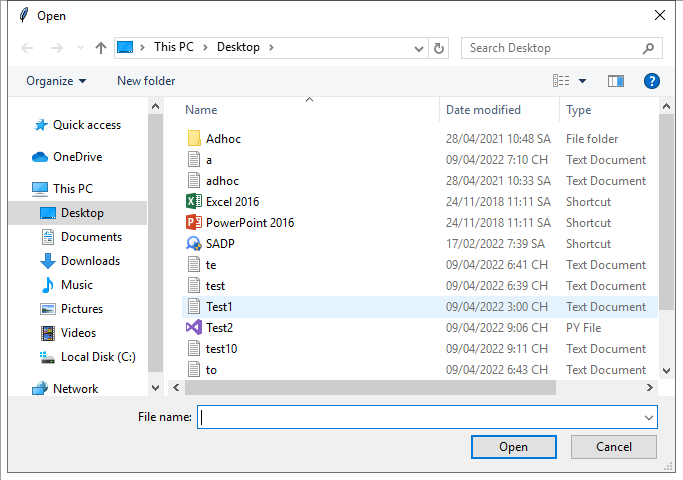 Open
This PC > Desktop >
Search Desktop
Organize
New folder
Quick access
OneDrive
This PC
Desktop
Documents
Downloads
Music
Pictures
Videos
Local Disk (C:)
Network
Name Date modified Type
Adhoc 28/04/2021 10:48 SA File folder
a 09/04/2022 7:10 CH Text Document
adhoc 28/04/2021 10:33 SA Text Document
Excel 2016 24/11/2018 11:11 SA Shortcut
PowerPoint 2016 24/11/2018 11:11 SA Shortcut
SADP 17/02/2022 7:39 SA Shortcut
te 09/04/2022 6:41 CH Text Document
test 09/04/2022 6:39 CH Text Document
Test1 09/04/2022 3:00 CH Text Document
Test2 09/04/2022 9:06 CH PY File
test10 09/04/2022 9:11 CH Text Document
to 09/04/2022 6:43 CH Text Document
File name:
Open
Cancel